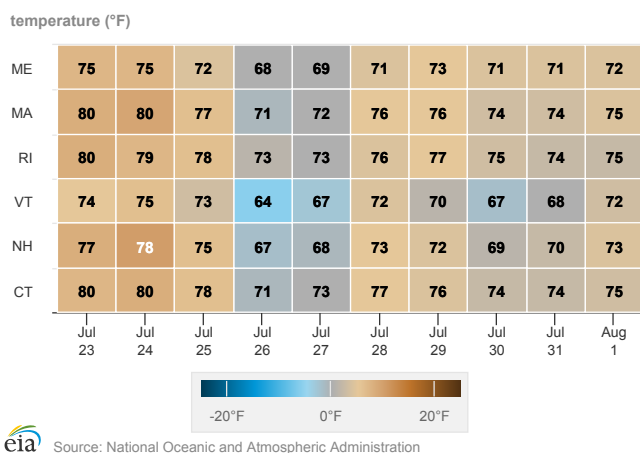 temperature (°F)
ME 75 75 72 68 69 71 73 71 71 72
MA 80 80 77 71 72 76 76 74 74 75
RI 80 79 78 73 73 76 77 75 74 75
VT 74 75 73 64 67 72 70 67 68 72
NH 77 78 75 67 68 73 72 69 70 73
CT 80 80 78 71 73 77 76 74 74 75
Jul Jul Jul Jul Jul Jul Jul Jul Jul Aug
23 24 25 26 27 28 29 30 31 1
-20°F 0°F 20°F
eia Source: National Oceanic and Atmospheric Administration